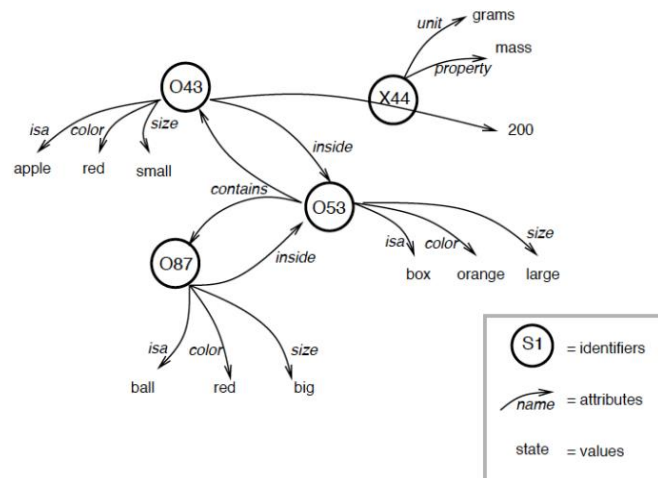 grams
unit
mass
property
O43
X44
200
isa
color
size
inside
apple
red
small
contains
O53
size
color
isa
O87
inside
box
orange
large
isa
color
size
ball
red
big
S1
= identifiers
name
= attributes
state
= values